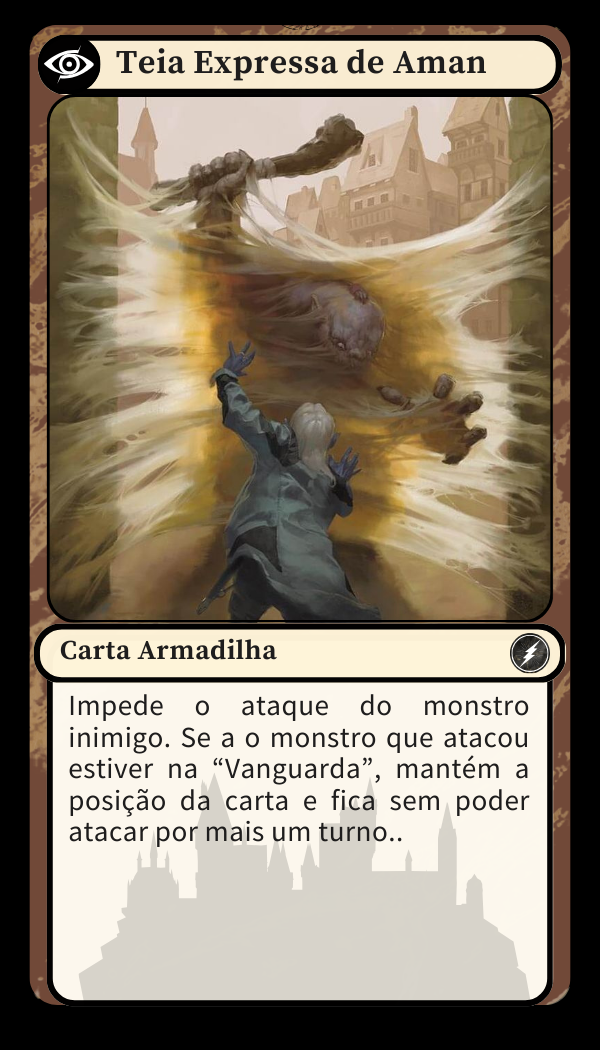 Teia Expressa de Aman
Carta Armadilha
Impede o ataque do monstro
inimigo. Se a o monstro que atacou
estiver na “Vanguarda”, mantém a
posição da carta e fica sem poder
atacar por mais um turno..